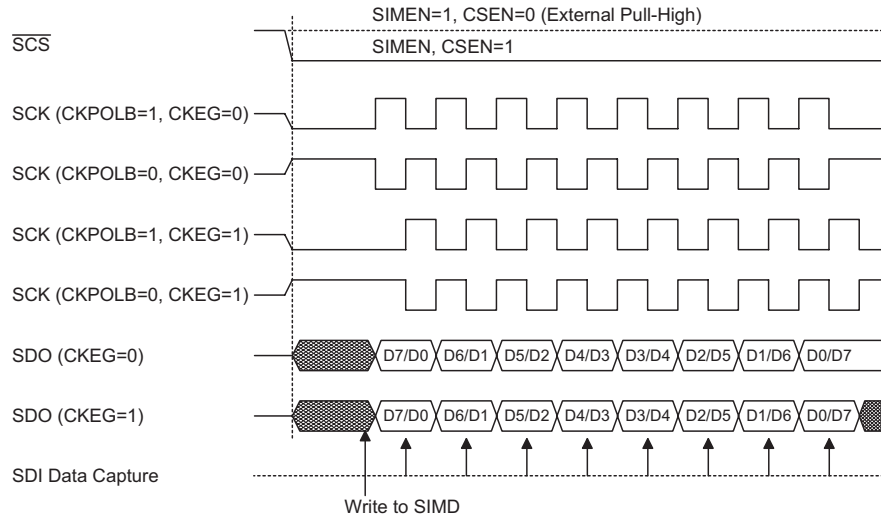 SIMEN=1, CSEN=0 (External Pull-High)
SCS
SIMEN, CSEN=1
SCK (CKPOLB=1, CKEG=0)
SCK (CKPOLB=0, CKEG=0)
SCK (CKPOLB=1, CKEG=1)
SCK (CKPOLB=0, CKEG=1)
SDO (CKEG=0) D7/D0 D6/D1 D5/D2 D4/D3 D3/D4 D2/D5 D1/D6 D0/D7
SDO (CKEG=1) D7/D0 D6/D1 D5/D2 D4/D3 D3/D4 D2/D5 D1/D6 D0/D7
SDI Data Capture
Write to SIMD